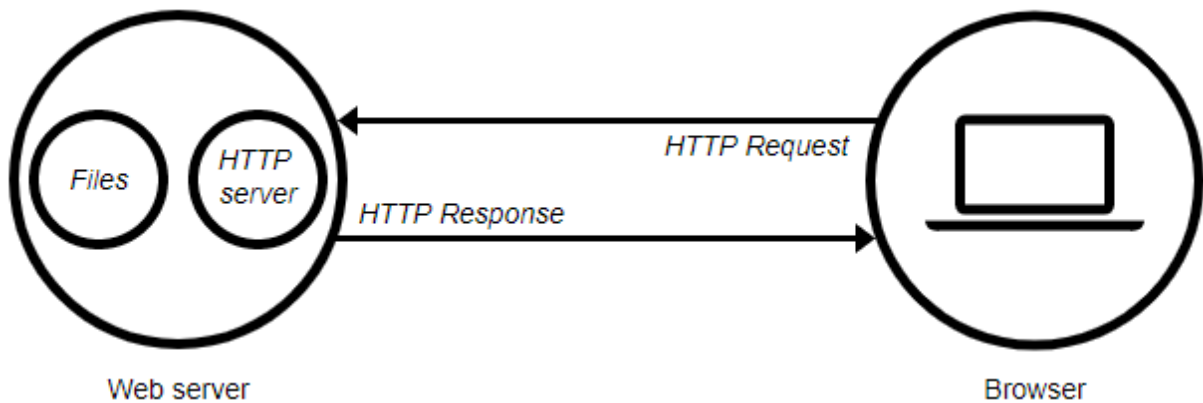 Files
HTTP
server
HTTP Request
HTTP Response
Web server
Browser